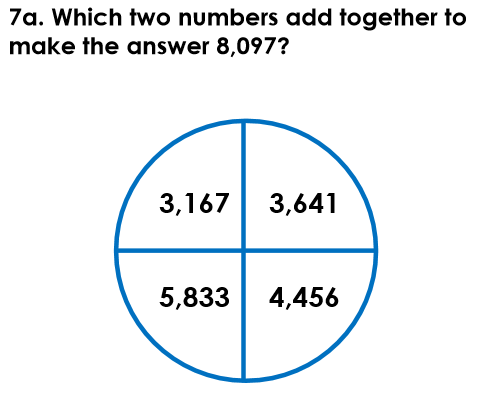 7a. Which two numbers add together to
make the answer 8,097?
3,167 3,641
5,833 4,456